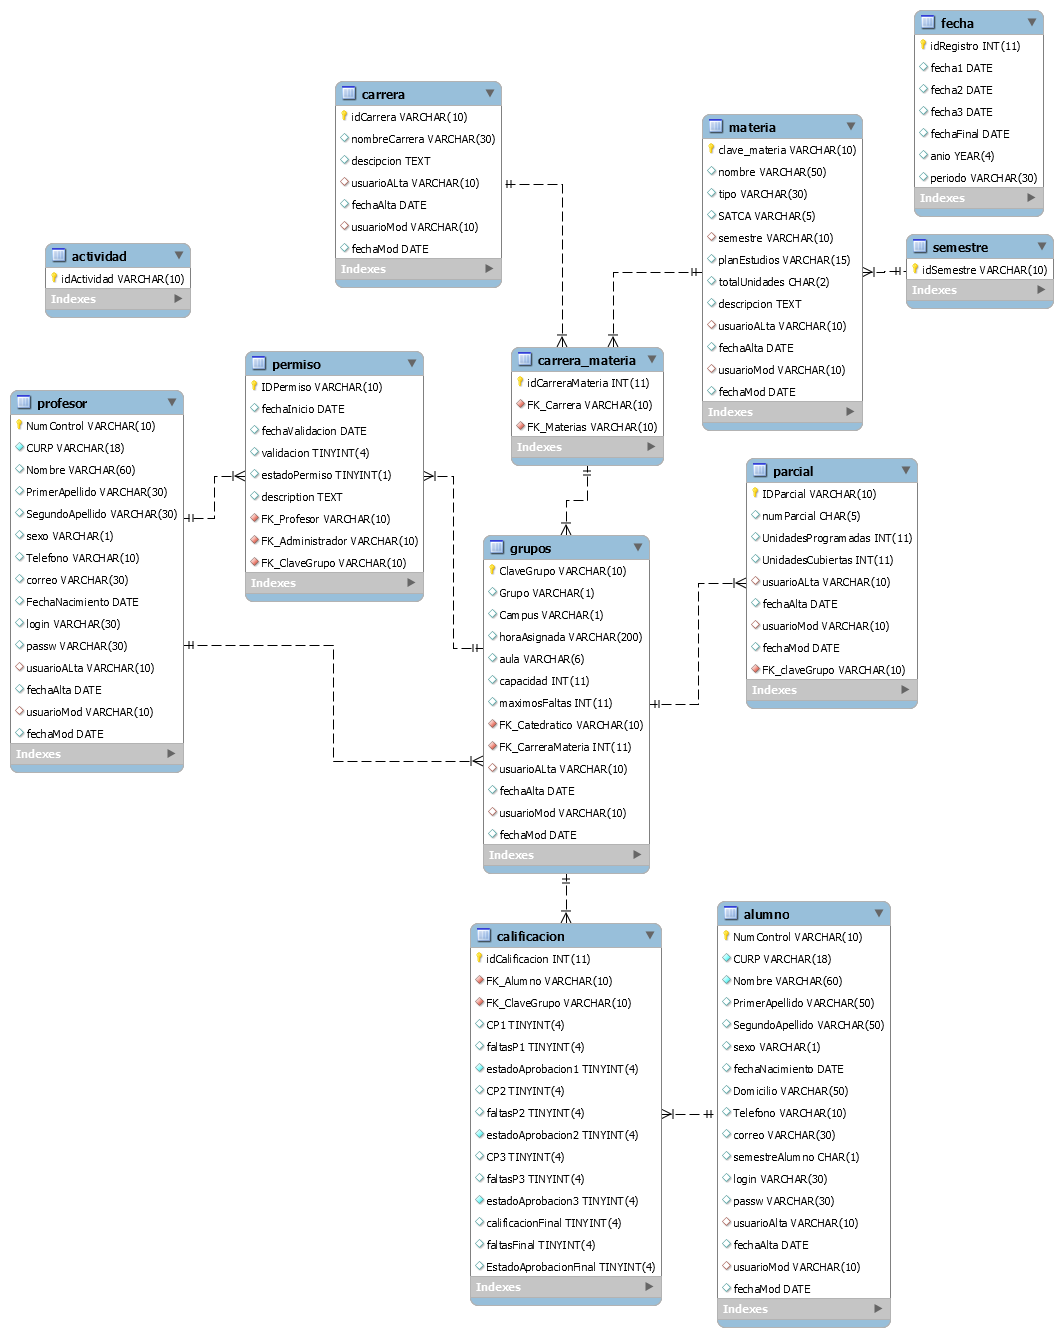 fecha
idRegistro INT(11)
fecha1 DATE
fecha2 DATE
fecha3 DATE
fechaFinal DATE
anio YEAR(4)
periodo VARCHAR(30)
Indexes
carrera
idCarrera VARCHAR(10)
nombreCarrera VARCHAR(30)
descipcion TEXT
usuarioALta VARCHAR(10)
fechaAlta DATE
usuarioMod VARCHAR(10)
fechaMod DATE
Indexes
materia
clave_materia VARCHAR(10)
nombre VARCHAR(50)
tipo VARCHAR(30)
SATCA VARCHAR(5)
semestre VARCHAR(10)
planEstudios VARCHAR(15)
totalUnidades CHAR(2)
descripcion TEXT
usuarioALta VARCHAR(10)
fechaAlta DATE
usuarioMod VARCHAR(10)
fechaMod DATE
Indexes
semestre
idSemestre VARCHAR(10)
Indexes
actividad
idActividad VARCHAR(10)
Indexes
permiso
IDPermiso VARCHAR(10)
fechaInicio DATE
fechaValidacion DATE
validacion TINYINT(4)
estadoPermiso TINYINT(1)
description TEXT
FK_Profesor VARCHAR(10)
FK_Administrador VARCHAR(10)
FK_ClaveGrupo VARCHAR(10)
Indexes
carrera_materia
idCarreraMateria INT(11)
FK_Carrera VARCHAR(10)
FK_Materias VARCHAR(10)
Indexes
profesor
NumControl VARCHAR(10)
CURP VARCHAR(18)
Nombre VARCHAR(60)
PrimerApellido VARCHAR(30)
SegundoApellido VARCHAR(30)
sexo VARCHAR(1)
Telefono VARCHAR(10)
correo VARCHAR(30)
FechaNacimiento DATE
login VARCHAR(30)
passw VARCHAR(30)
usuarioALta VARCHAR(10)
fechaAlta DATE
usuarioMod VARCHAR(10)
fechaMod DATE
Indexes
parcial
IDParcial VARCHAR(10)
numParcial CHAR(5)
UnidadesProgramadas INT(11)
UnidadesCubiertas INT(11)
usuarioALta VARCHAR(10)
fechaAlta DATE
usuarioMod VARCHAR(10)
fechaMod DATE
FK_claveGrupo VARCHAR(10)
Indexes
grupos
ClaveGrupo VARCHAR(10)
Grupo VARCHAR(1)
Campus VARCHAR(1)
horaAsignada VARCHAR(200)
aula VARCHAR(6)
capacidad INT(11)
maximosFaltas INT(11)
FK_Catedratico VARCHAR(10)
FK_CarreraMateria INT(11)
usuarioALta VARCHAR(10)
fechaAlta DATE
usuarioMod VARCHAR(10)
fechaMod DATE
Indexes
calificacion
idCalificacion INT(11)
FK_Alumno VARCHAR(10)
FK_ClaveGrupo VARCHAR(10)
CP1 TINYINT(4)
faltasP1 TINYINT(4)
estadoAprobacion1 TINYINT(4)
CP2 TINYINT(4)
faltasP2 TINYINT(4)
estadoAprobacion2 TINYINT(4)
CP3 TINYINT(4)
faltasP3 TINYINT(4)
estadoAprobacion3 TINYINT(4)
calificacionFinal TINYINT(4)
faltasFinal TINYINT(4)
EstadoAprobacionFinal TINYINT(4)
Indexes
alumno
NumControl VARCHAR(10)
CURP VARCHAR(18)
Nombre VARCHAR(60)
PrimerApellido VARCHAR(50)
SegundoApellido VARCHAR(50)
sexo VARCHAR(1)
fechaNacimiento DATE
Domicilio VARCHAR(50)
Telefono VARCHAR(10)
correo VARCHAR(30)
semestreAlumno CHAR(1)
login VARCHAR(30)
passw VARCHAR(30)
usuarioAlta VARCHAR(10)
fechaAlta DATE
usuarioMod VARCHAR(10)
fechaMod DATE
Indexes